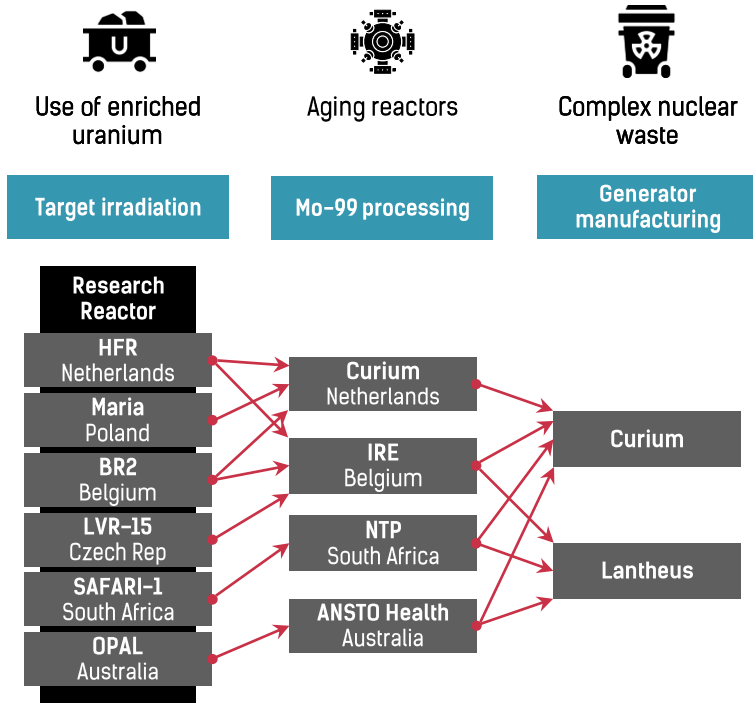 U
Use of enriched
uranium
Aging reactors
Complex nuclear
waste
Target irradiation
Mo-99 processing
Generator
manufacturing
Research
Reactor
HFR
Netherlands
Maria
Poland
BR2
Belgium
LVR-15
Czech Rep
SAFARI-1
South Africa
OPAL
Australia
Curium
Netherlands
IRE
Belgium
NTP
South Africa
ANSTO Health
Australia
Curium
Lantheus